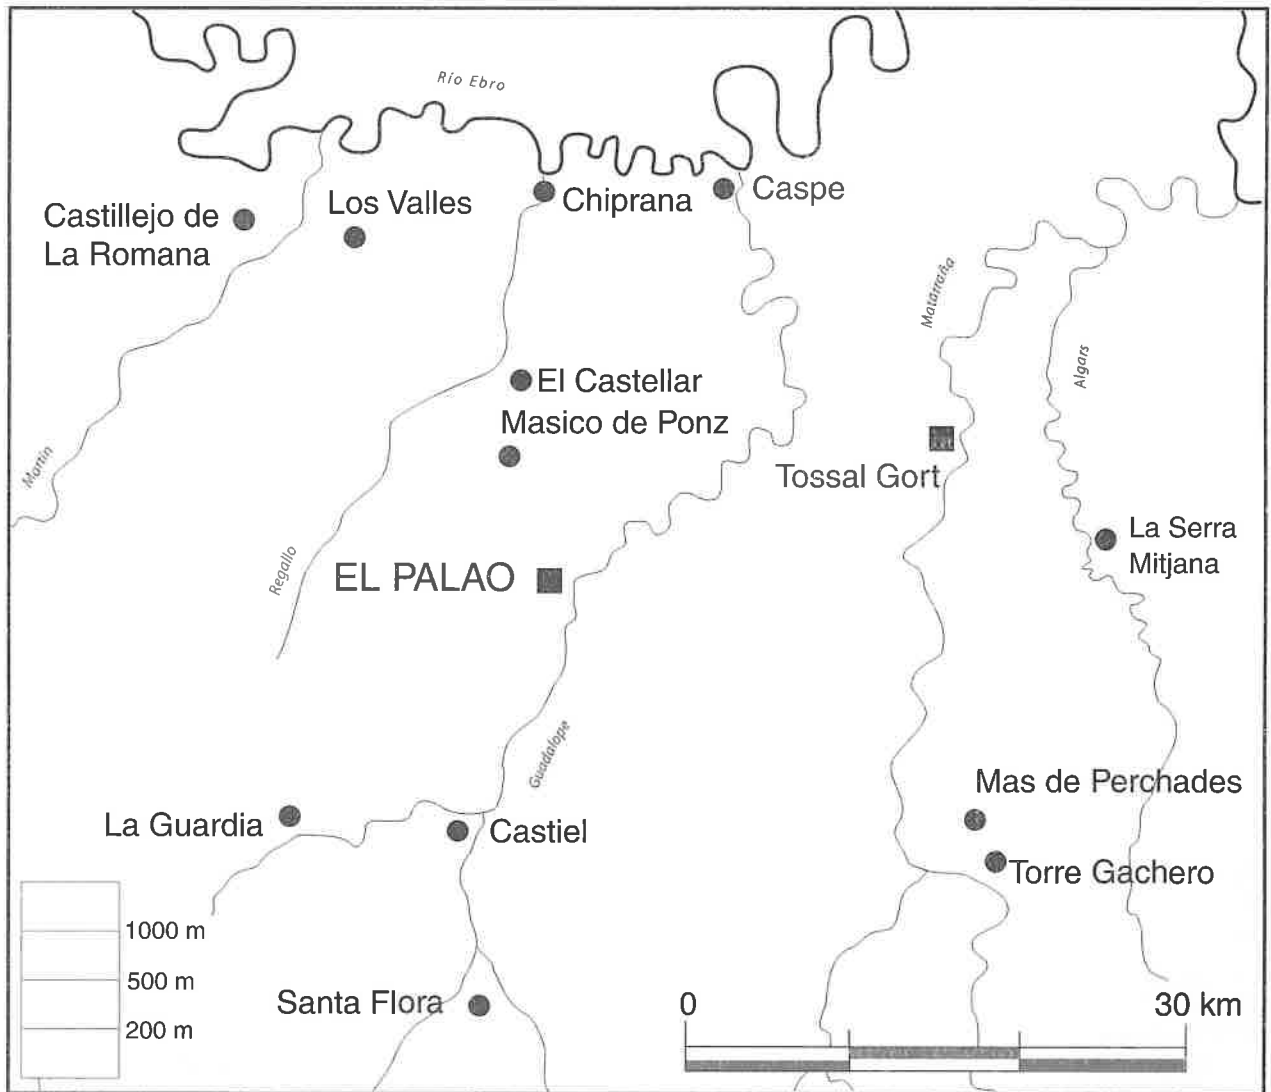 Río Ebro
Castillejo de
La Romana
Los Valles
Chiprana
Caspe
Matarraña
Algars
El Castellar
Masico de Ponz
Martín
Tossal Gort
Regallo
EL PALAO
La Serra
Mitjana
Guadalope
Mas de Perchades
La Guardia
Castiel
Torre Gachero
1000 m
500 m
200 m
Santa Flora
0
30 km